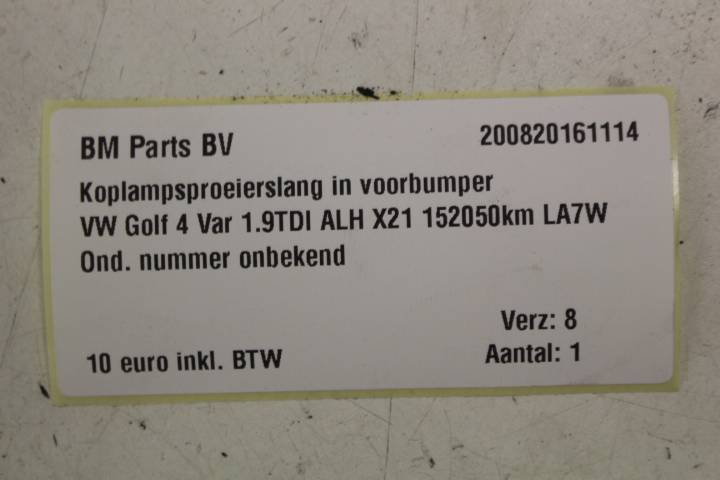 BM Parts BV 200820161114
Koplampsproeierslang in voorbumper
VW Golf 4 Var 1.9TDI ALH X21 152050km LA7W
Ond. nummer onbekend
Verz: 8
10 euro inkl. BTW Aantal: 1